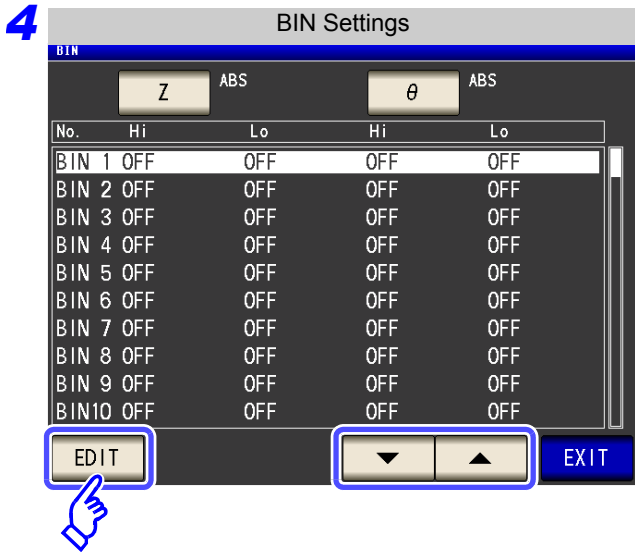 4
BIN Settings
BIN
Z ABS θ ABS
No. Hi Lo Hi Lo
BIN 1 OFF OFF OFF OFF
BIN 2 OFF OFF OFF OFF
BIN 3 OFF OFF OFF OFF
BIN 4 OFF OFF OFF OFF
BIN 5 OFF OFF OFF OFF
BIN 6 OFF OFF OFF OFF
BIN 7 OFF OFF OFF OFF
BIN 8 OFF OFF OFF OFF
BIN 9 OFF OFF OFF OFF
BIN10 OFF OFF OFF OFF
EDIT ▼ ▲ EXIT